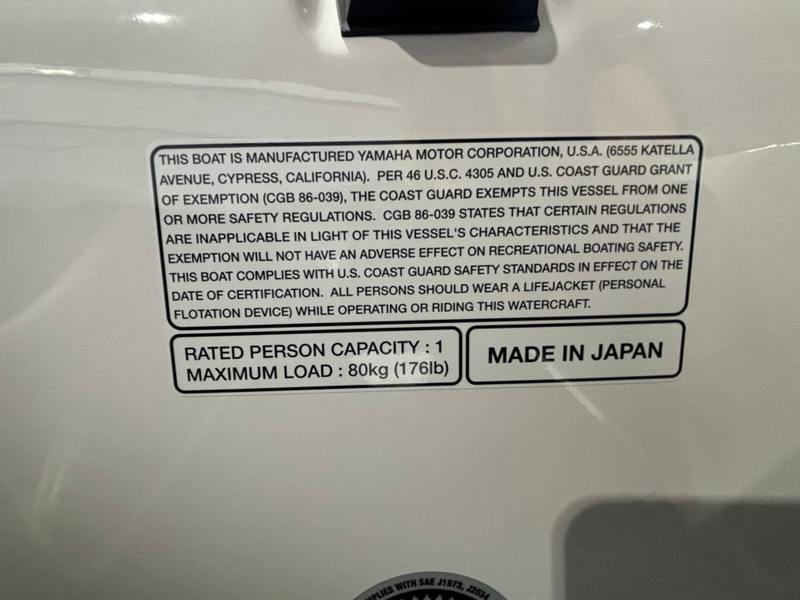 THIS BOAT IS MANUFACTURED YAMAHA MOTOR CORPORATION, U.S.A. (6555 KATELLA
AVENUE, CYPRESS, CALIFORNIA). PER 46 U.S.C. 4305 AND U.S. COAST GUARD GRANT
OF EXEMPTION (CGB 86-039), THE COAST GUARD EXEMPTS THIS VESSEL FROM ONE
OR MORE SAFETY REGULATIONS. CGB 86-039 STATES THAT CERTAIN REGULATIONS
ARE INAPPLICABLE IN LIGHT OF THIS VESSEL'S CHARACTERISTICS AND THAT THE
EXEMPTION WILL NOT HAVE AN ADVERSE EFFECT ON RECREATIONAL BOATING SAFETY.
THIS BOAT COMPLIES WITH U.S. COAST GUARD SAFETY STANDARDS IN EFFECT ON THE
DATE OF CERTIFICATION. ALL PERSONS SHOULD WEAR A LIFEJACKET (PERSONAL
FLOTATION DEVICE) WHILE OPERATING OR RIDING THIS WATERCRAFT.
RATED PERSON CAPACITY : 1
MAXIMUM LOAD : 80kg (176lb)
MADE IN JAPAN
WITH SAE J1973, J2034